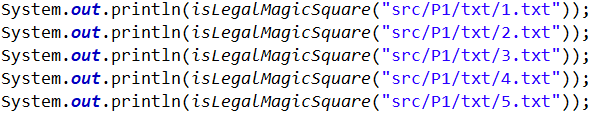 System.out.println(isLegalMagicSquare("src/P1/txt/1.txt"));
System.out.println(isLegalMagicSquare("src/P1/txt/2.txt"));
System.out.println(isLegalMagicSquare("src/P1/txt/3.txt"));
System.out.println(isLegalMagicSquare("src/P1/txt/4.txt"));
System.out.println(isLegalMagicSquare("src/P1/txt/5.txt"));